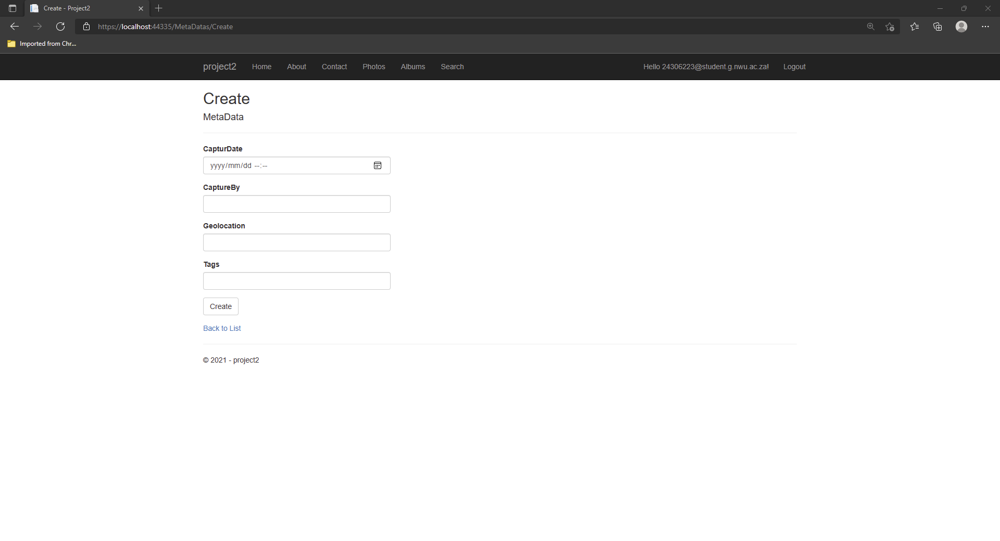 Create - Project2
https://localhost:44335/MetaDatas/Create
Imported from Chr...
project2 Home About Contact Photos Albums Search Hello 24306223@student.g.nwu.ac.za! Logout
Create
MetaData
CapturDate
yyyy/mm/dd --:--
CaptureBy
Geolocation
Tags
Create
Back to List
© 2021 - project2